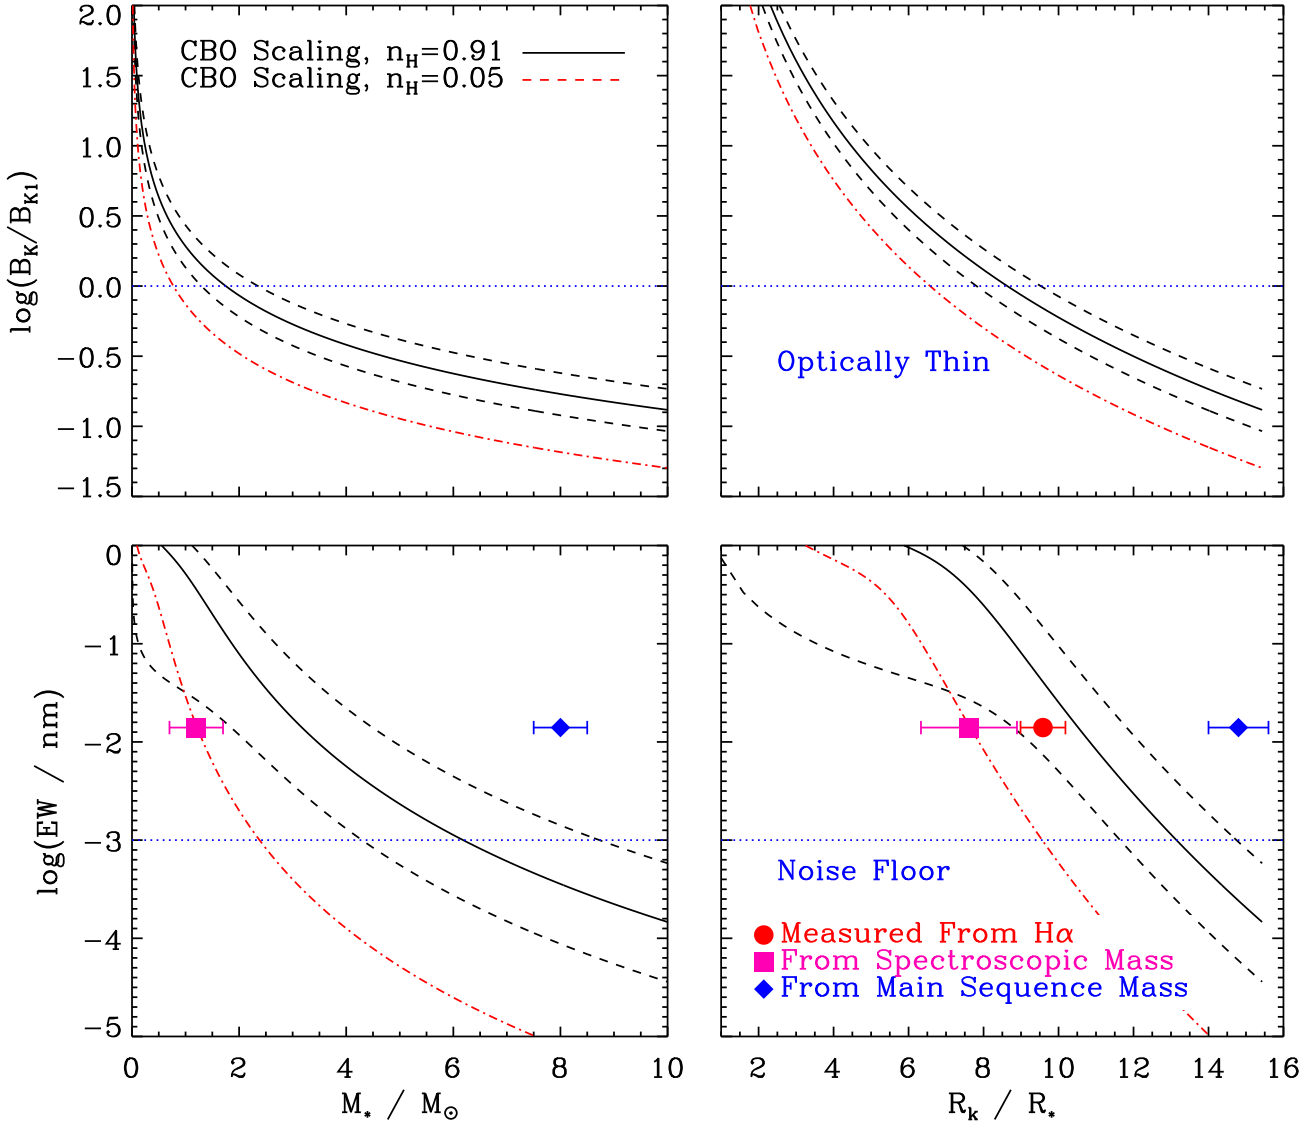 log(B_K/B_K1)
2.0
1.5
1.0
0.5
0.0
−0.5
−1.0
−1.5
CBO Scaling, n_H=0.91
CBO Scaling, n_H=0.05
Optically Thin
log(EW / nm)
0
−1
−2
−3
−4
−5
0 2 4 6 8 10
M_* / M_⊙
Noise Floor
Measured From Hα
From Spectroscopic Mass
From Main Sequence Mass
2 4 6 8 10 12 14 16
R_k / R_*